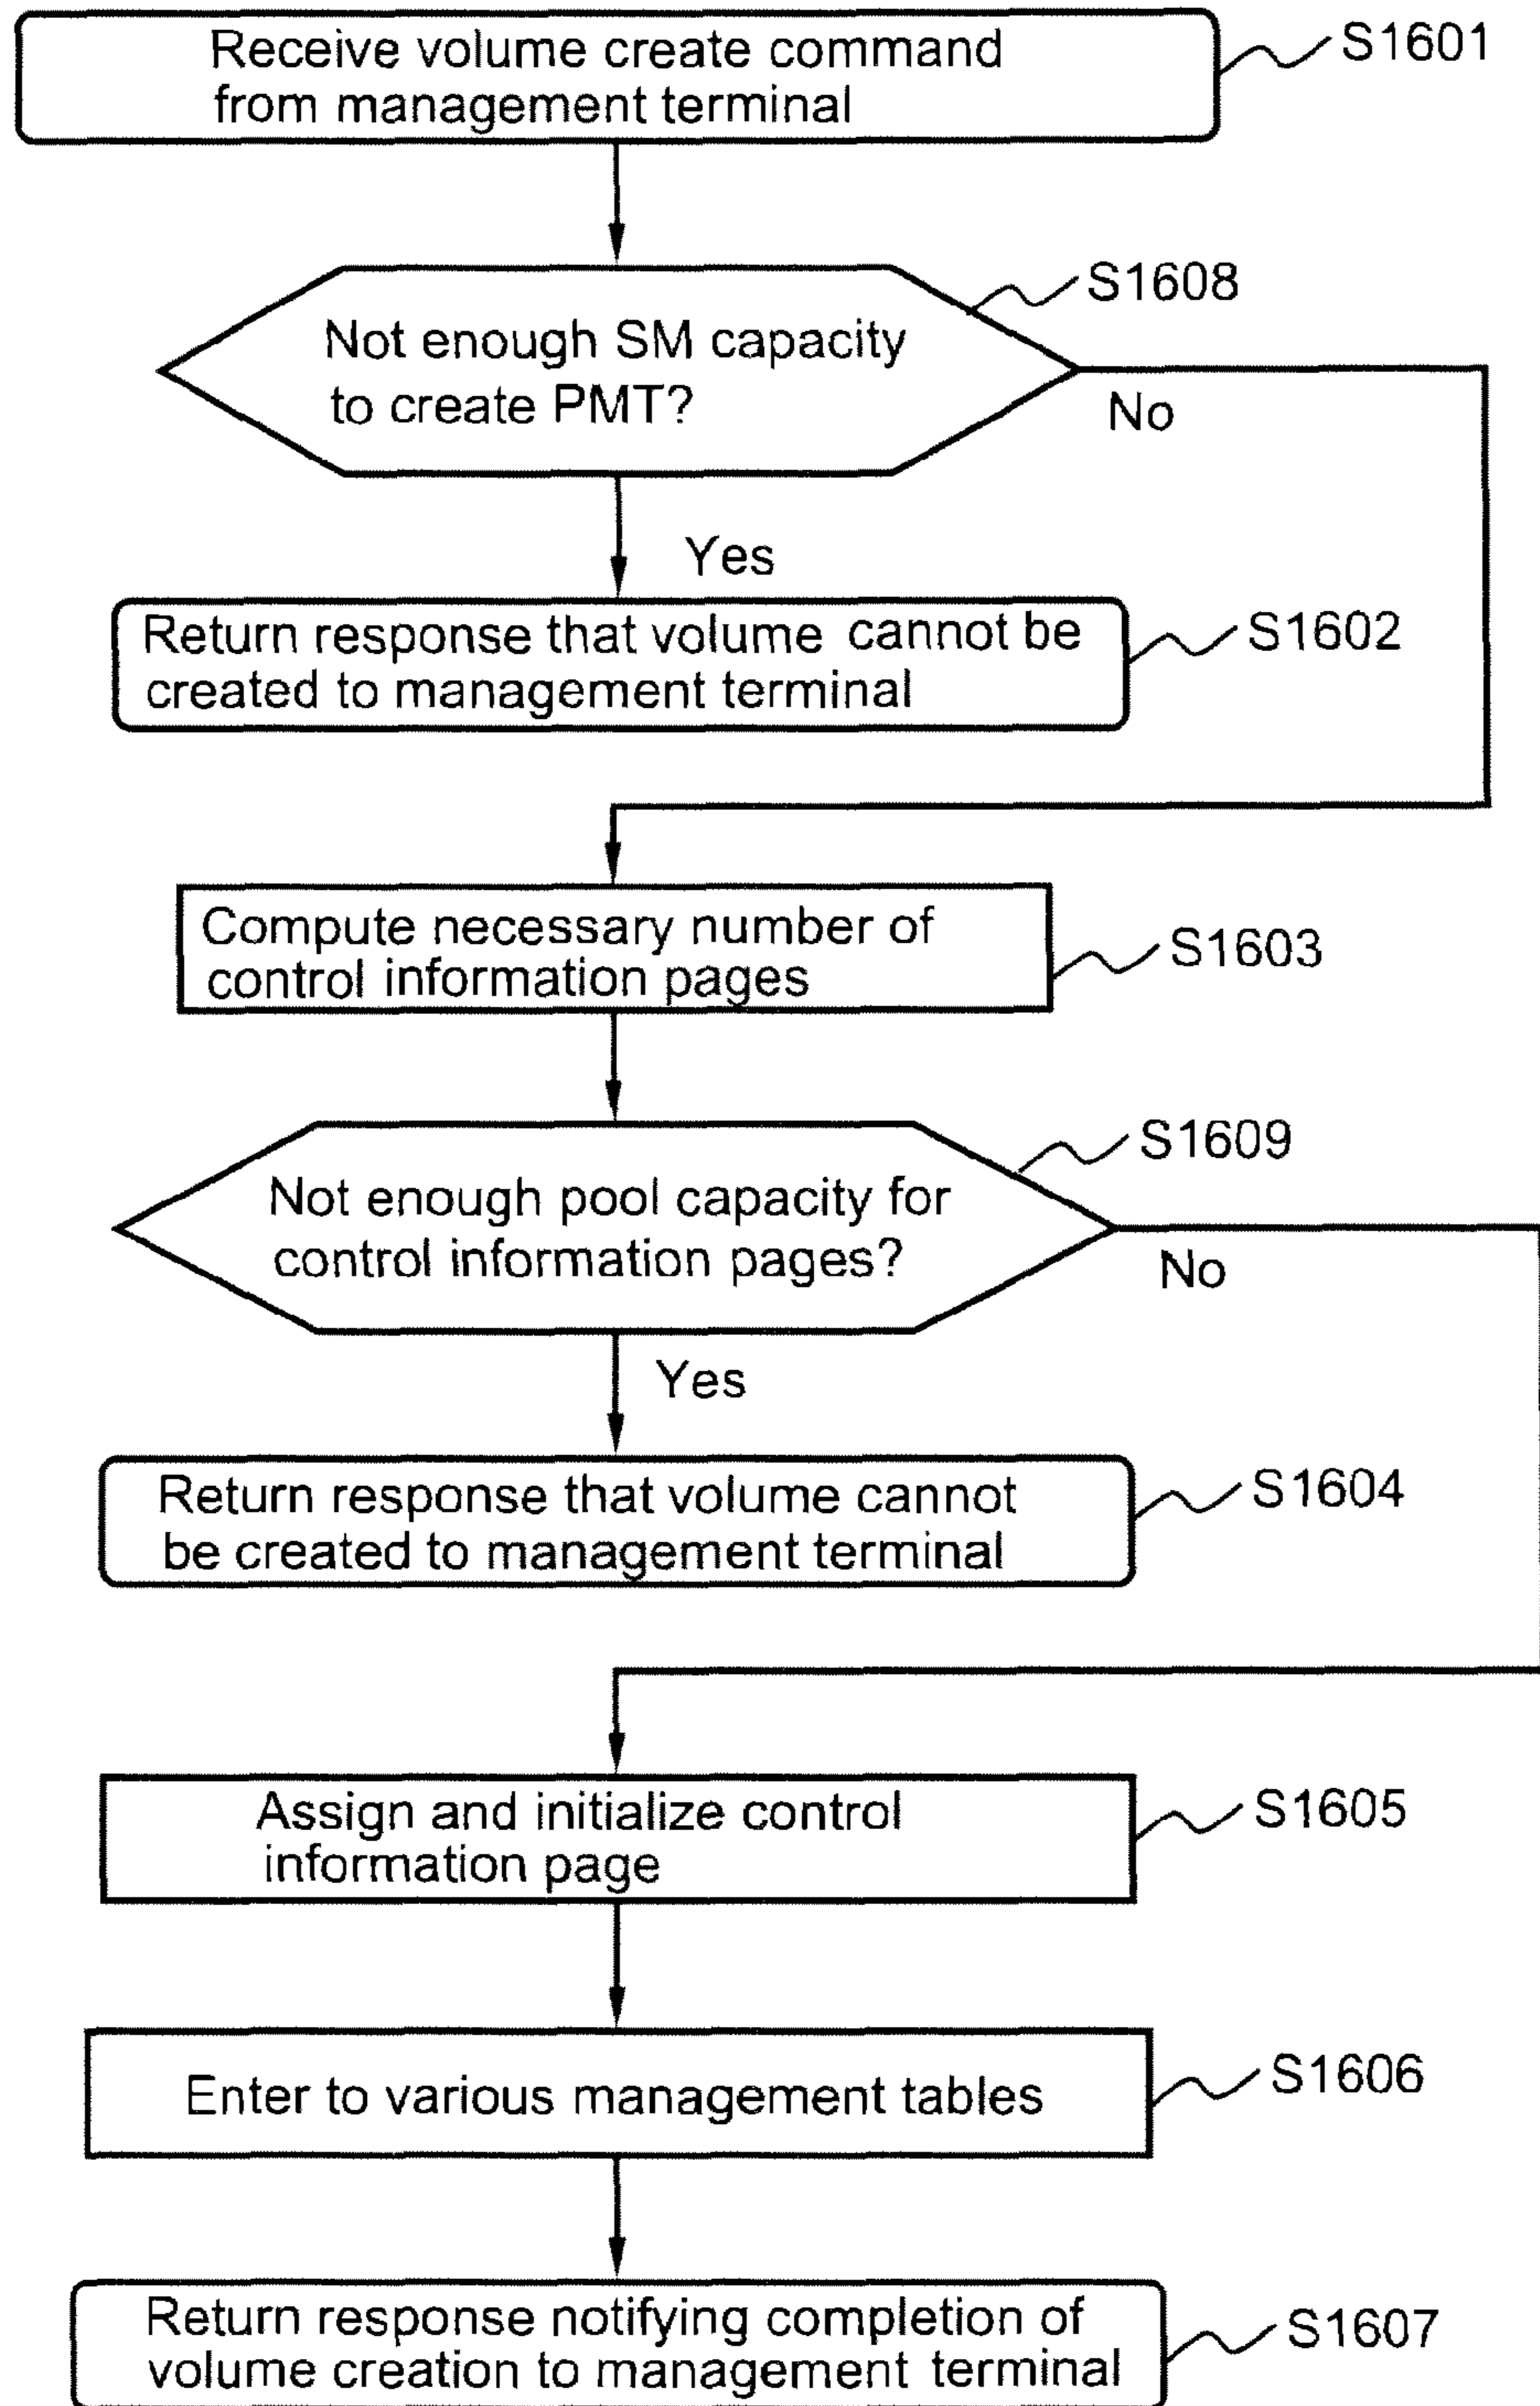 Receive volume create command
from management terminal
S1601
Not enough SM capacity
to create PMT?
S1608
No
Yes
Return response that volume cannot be
created to management terminal
S1602
Compute necessary number of
control information pages
S1603
Not enough pool capacity for
control information pages?
S1609
No
Yes
Return response that volume cannot
be created to management terminal
S1604
Assign and initialize control
information page
S1605
Enter to various management tables
S1606
Return response notifying completion of
volume creation to management terminal
S1607